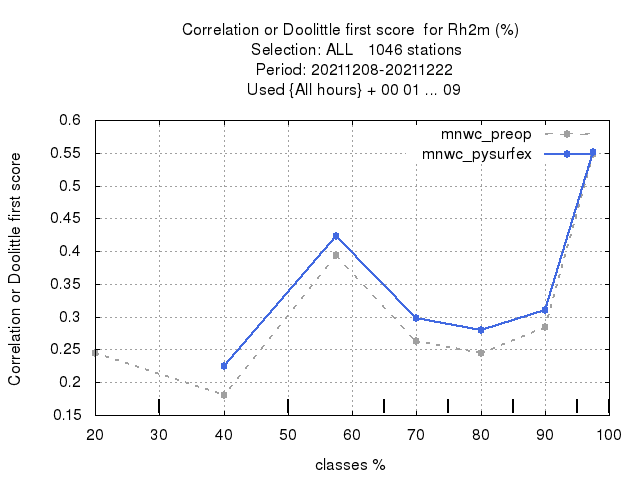 Correlation or Doolittle first score  for Rh2m (%)
Selection: ALL   1046 stations
Period: 20211208-20211222
Used {All hours} + 00 01 ... 09
mnwc_preop
mnwc_pysurfex
0.6
0.55
0.5
0.45
0.4
0.35
0.3
0.25
0.2
0.15
Correlation or Doolittle first score
20 30 40 50 60 70 80 90 100
classes %